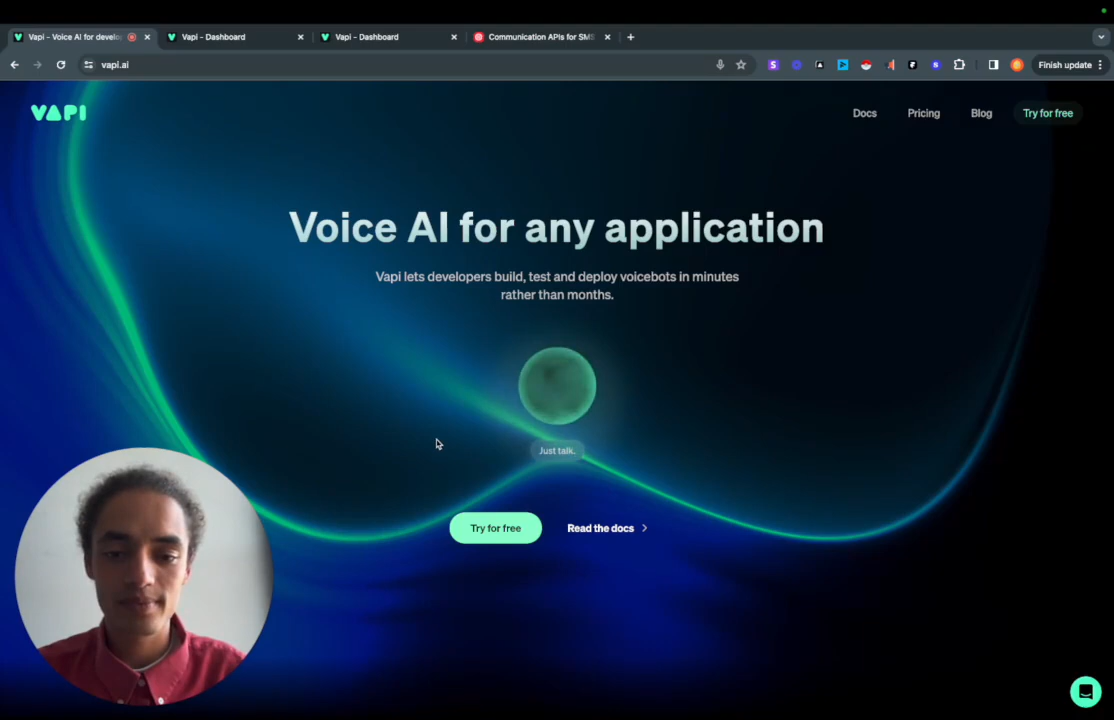 Vapi - Voice AI for develo
Vapi - Dashboard
Vapi - Dashboard
Communication APIs for SMS
vapi.ai
Finish update
VAPI
Docs
Pricing
Blog
Try for free
Voice AI for any application
Vapi lets developers build, test and deploy voicebots in minutes
rather than months.
Just talk.
Try for free
Read the docs